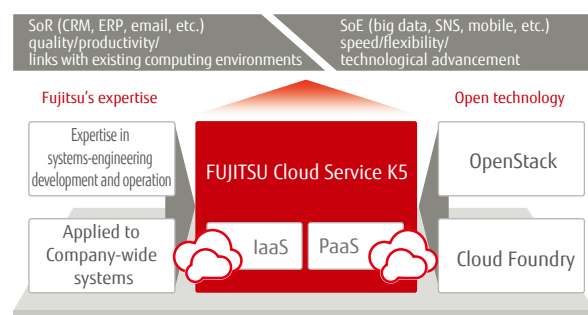 SoR (CRM, ERP, email, etc.)
quality/productivity/
links with existing computing environments
SoE (big data, SNS, mobile, etc.)
speed/flexibility/
technological advancement
Fujitsu's expertise
Open technology
Expertise in
systems-engineering
development and operation
Applied to
Company-wide
systems
FUJITSU Cloud Service K5
IaaS
PaaS
OpenStack
Cloud Foundry